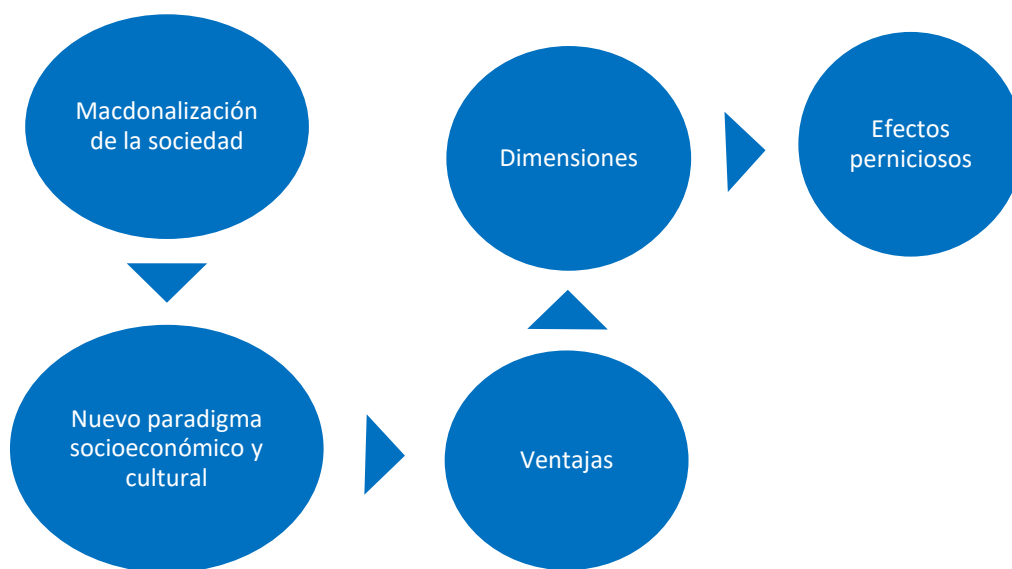 Macdonalización
de la sociedad
Nuevo paradigma
socioeconómico y
cultural
Ventajas
Dimensiones
Efectos
perniciosos